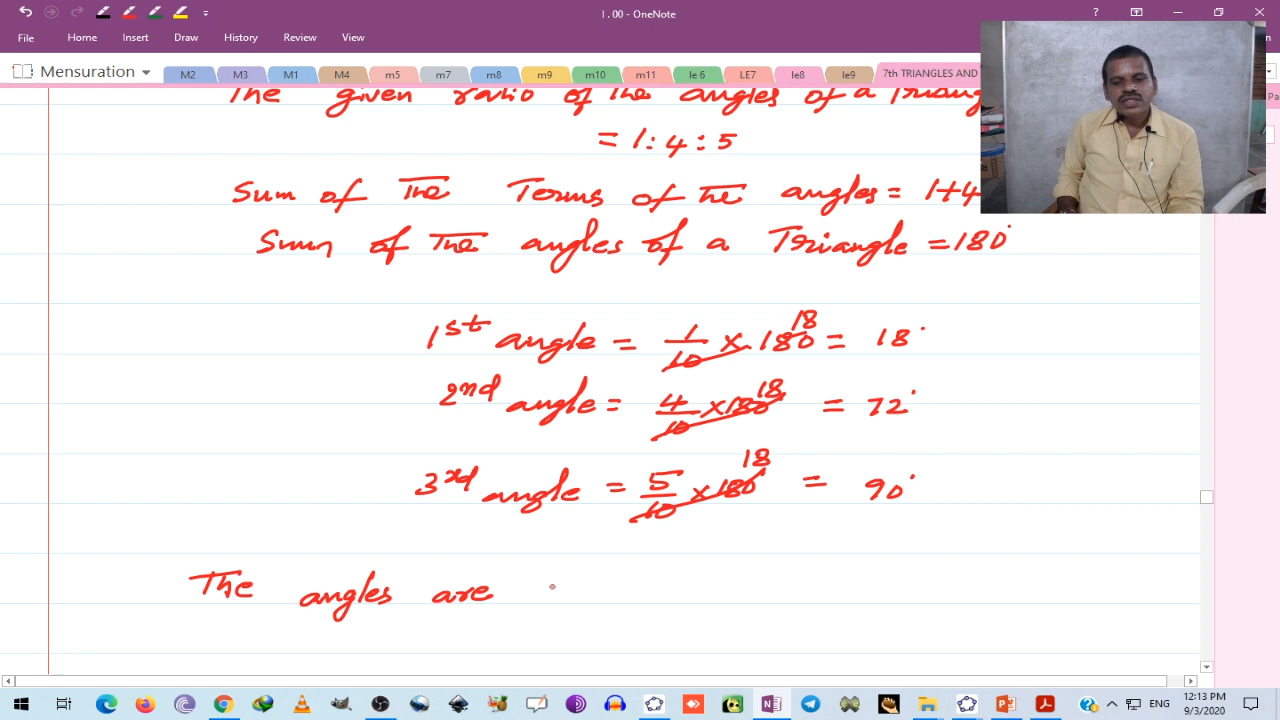 1.00 - OneNote
File Home Insert Draw History Review View
Mensuration M2 M3 M1 M4 m5 m7 m8 m9 m10 m11 le 6 LE7 le8 le9 7th TRIANGLES AND
The given ratio of the angles of a Triang
= 1:4:5
Sum of the Terms of the angles = 1+4
Sum of the angles of a Triangle = 180°
1st angle = 1/10 × 180 18 = 18°
2nd angle = 4/10 × 180 18 = 72°
3rd angle = 5/10 × 180 18 = 90°
The angles are
12:13 PM
ENG
9/3/2020